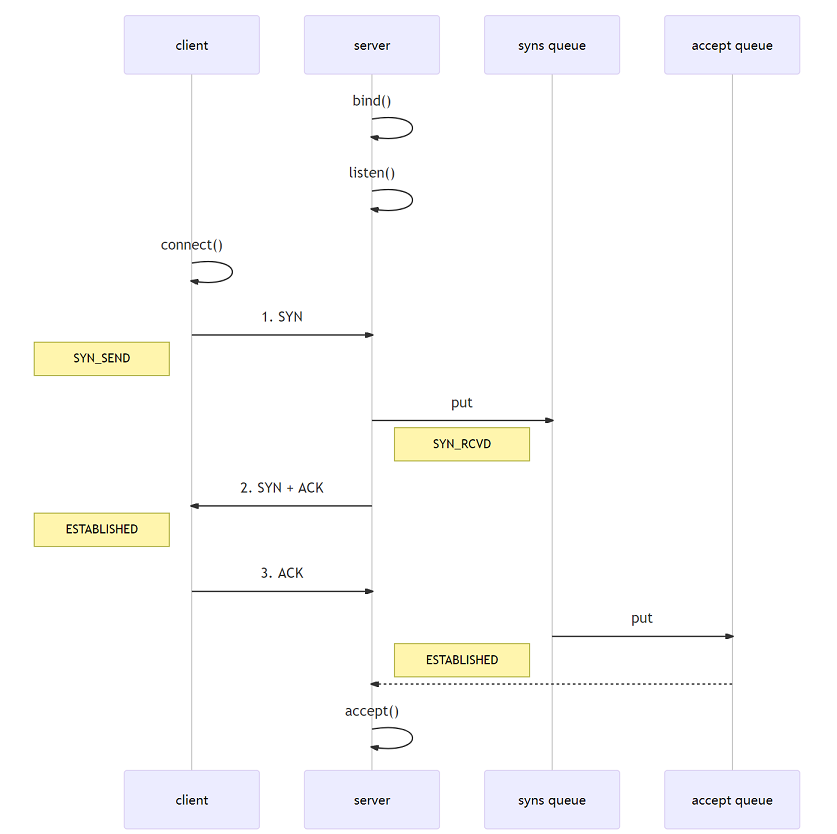 client
server
syns queue
accept queue
bind()
listen()
connect()
1. SYN
SYN_SEND
put
SYN_RCVD
2. SYN + ACK
ESTABLISHED
3. ACK
put
ESTABLISHED
accept()
client
server
syns queue
accept queue